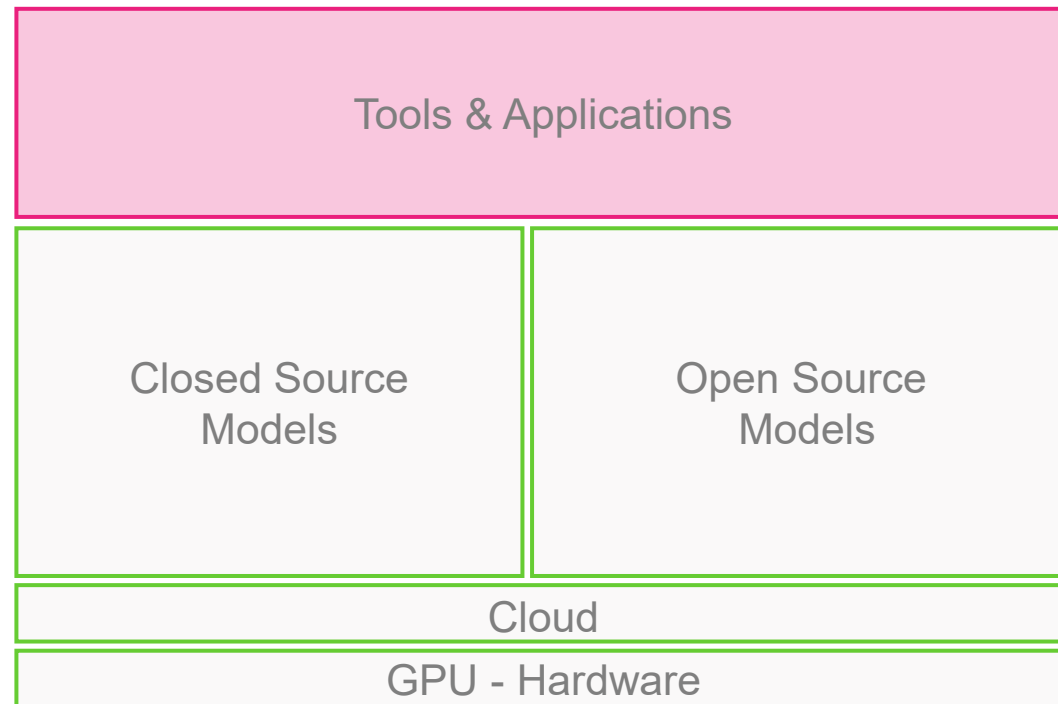 Tools & Applications
Closed Source
Models
Open Source
Models
Cloud
GPU - Hardware